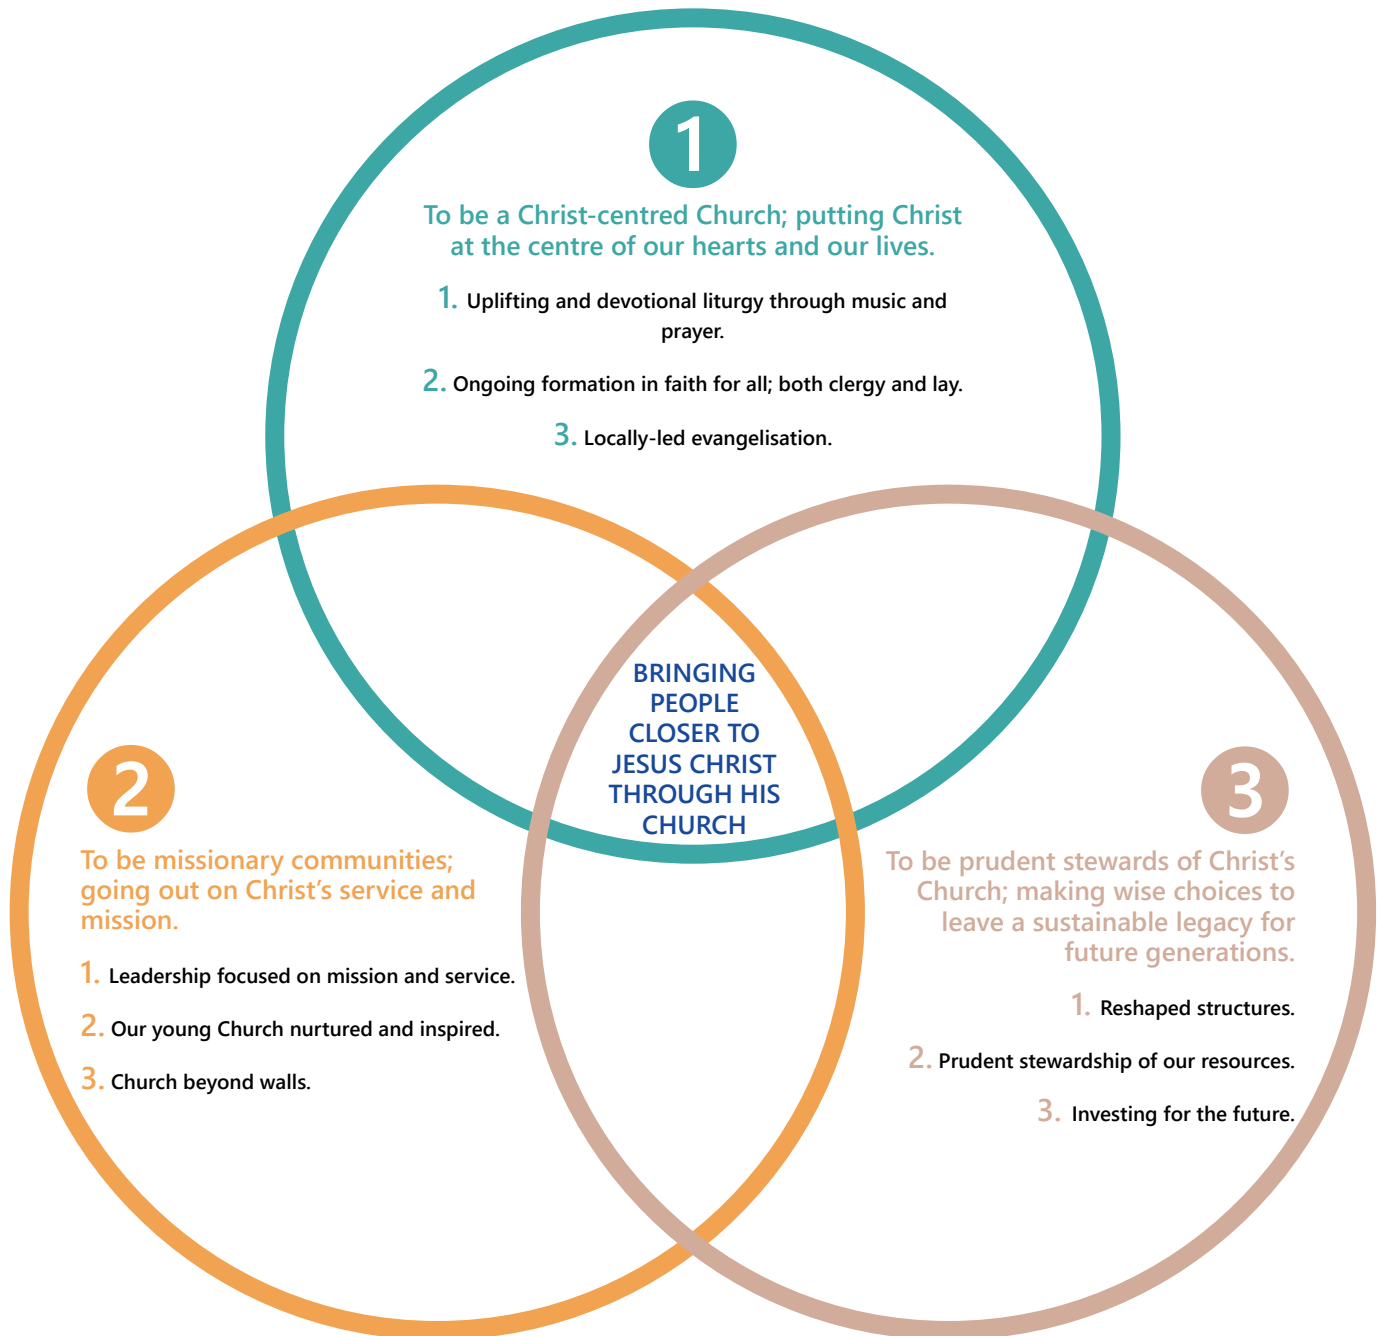 1
To be a Christ-centred Church; putting Christ
at the centre of our hearts and our lives.
1. Uplifting and devotional liturgy through music and
prayer.
2. Ongoing formation in faith for all; both clergy and lay.
3. Locally-led evangelisation.
BRINGING
PEOPLE
CLOSER TO
JESUS CHRIST
THROUGH HIS
CHURCH
2
To be missionary communities;
going out on Christ’s service and
mission.
1. Leadership focused on mission and service.
2. Our young Church nurtured and inspired.
3. Church beyond walls.
3
To be prudent stewards of Christ’s
Church; making wise choices to
leave a sustainable legacy for
future generations.
1. Reshaped structures.
2. Prudent stewardship of our resources.
3. Investing for the future.